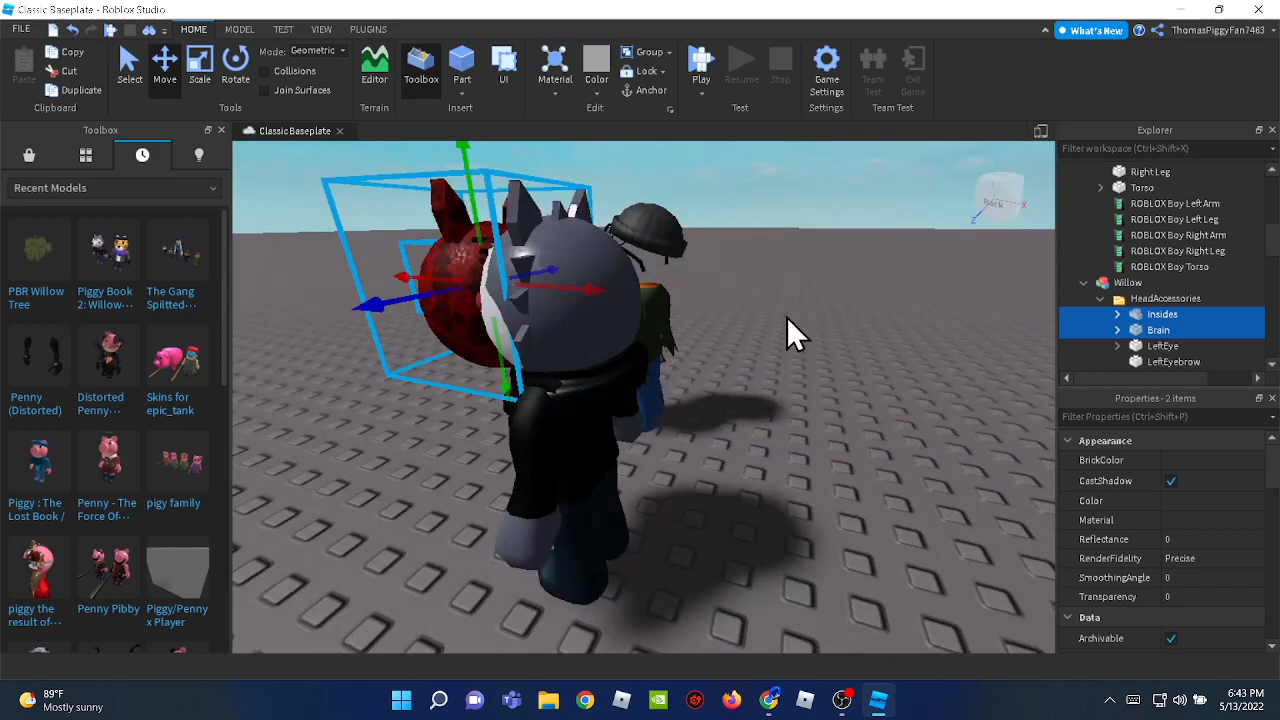 Classic Baseplate - Roblox Studio
FILE HOME MODEL TEST VIEW PLUGINS What's New ThomasPiggyFan7463
Paste Copy Cut Duplicate Clipboard
Select Move Scale Rotate Mode: Geometric Collisions Join Surfaces Tools
Editor Terrain
Toolbox Part UI Insert
Material Color Group Lock Anchor Edit
Play Resume Stop Test
Game Settings Settings
Team Test Exit Game Team Test
Toolbox
Recent Models
PBR Willow Tree
Piggy Book 2: Willow...
The Gang Spiltted...
Penny (Distorted)
Distorted Penny...
Skins for epic_tank
Piggy : The Lost Book /
Penny - The Force Of...
pigy family
piggy the result of...
Penny Pibby
Piggy/Penny x Player
Classic Baseplate
Back
X
Z
Explorer
Filter workspace (Ctrl+Shift+X)
Right Leg
Torso
ROBLOX Boy Left Arm
ROBLOX Boy Left Leg
ROBLOX Boy Right Arm
ROBLOX Boy Right Leg
ROBLOX Boy Torso
Willow
HeadAccessories
Insides
Brain
LeftEye
LeftEyebrow
Properties - 2 items
Filter Properties (Ctrl+Shift+P)
Appearance
BrickColor
CastShadow
Color
Material
Reflectance 0
RenderFidelity Precise
SmoothingAngle 0
Transparency 0
Data
Archivable
89°F
Mostly sunny
6:43 PM
5/13/2022